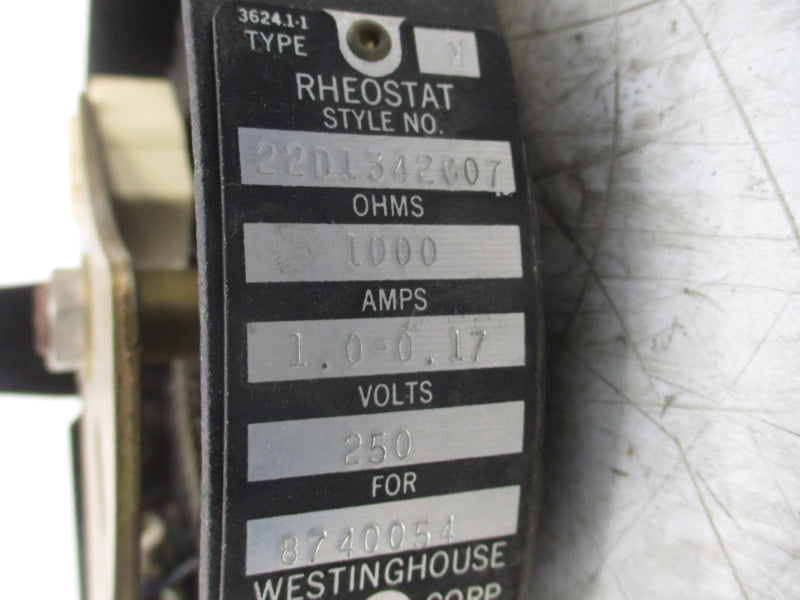 3624.1-1
TYPE M
RHEOSTAT
STYLE NO.
22D1342G07
OHMS
1000
AMPS
1.0-0.17
VOLTS
250
FOR
8740054
WESTINGHOUSE
CORP.